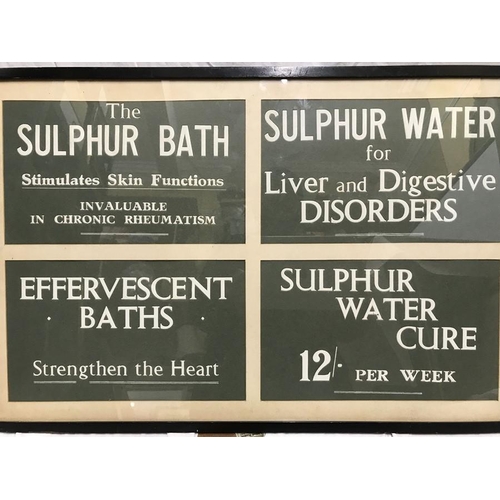 The
SULPHUR BATH
Stimulates Skin Functions
INVALUABLE
IN CHRONIC RHEUMATISM
SULPHUR WATER
for
Liver and Digestive
DISORDERS
EFFERVESCENT
· BATHS ·
Strengthen the Heart
SULPHUR
WATER
CURE
12/- PER WEEK